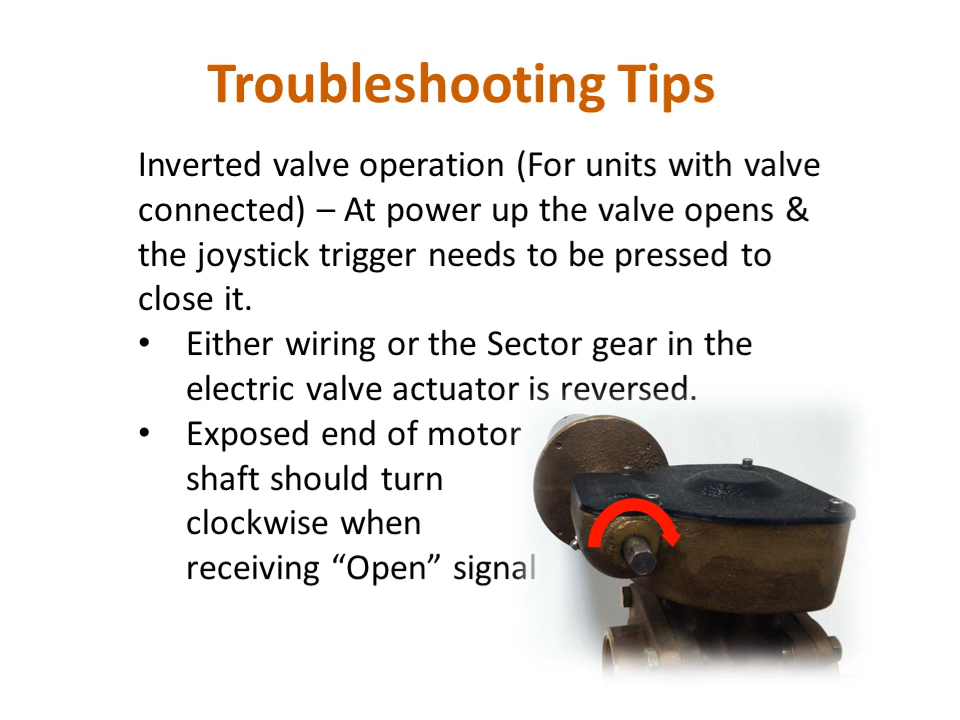 Troubleshooting Tips
Inverted valve operation (For units with valve
connected) – At power up the valve opens &
the joystick trigger needs to be pressed to
close it.
• Either wiring or the Sector gear in the
electric valve actuator is reversed.
• Exposed end of motor
shaft should turn
clockwise when
receiving “Open” signal